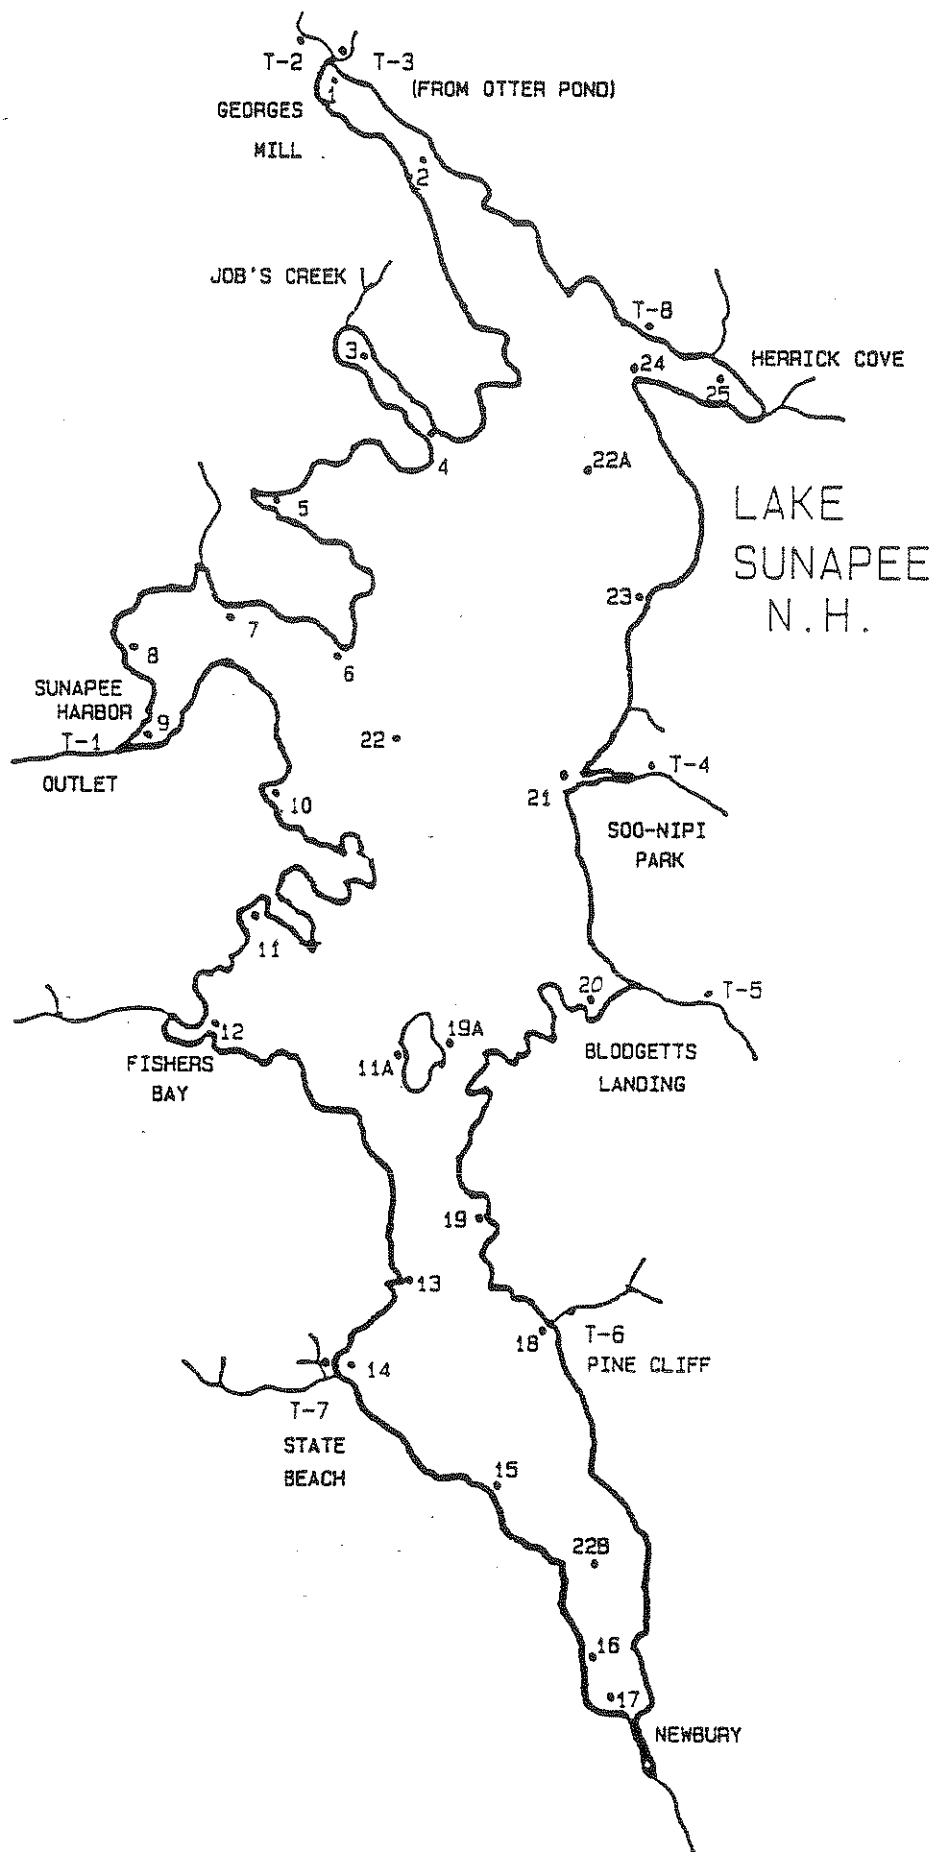 T-2
T-3
(FROM OTTER POND)
1
GEORGES
MILL
2
JOB'S CREEK
T-8
3
24
HERRICK COVE
25
4
22A
5
LAKE
SUNAPEE
N.H.
23
7
8
6
SUNAPEE
HARBOR
9
T-1
22
T-4
OUTLET
21
10
SOO-NIPI
PARK
11
20
T-5
12
19A
11A
FISHERS
BAY
BLODGETTS
LANDING
19
13
18
T-6
PINE CLIFF
14
T-7
STATE
BEACH
15
22B
16
17
NEWBURY